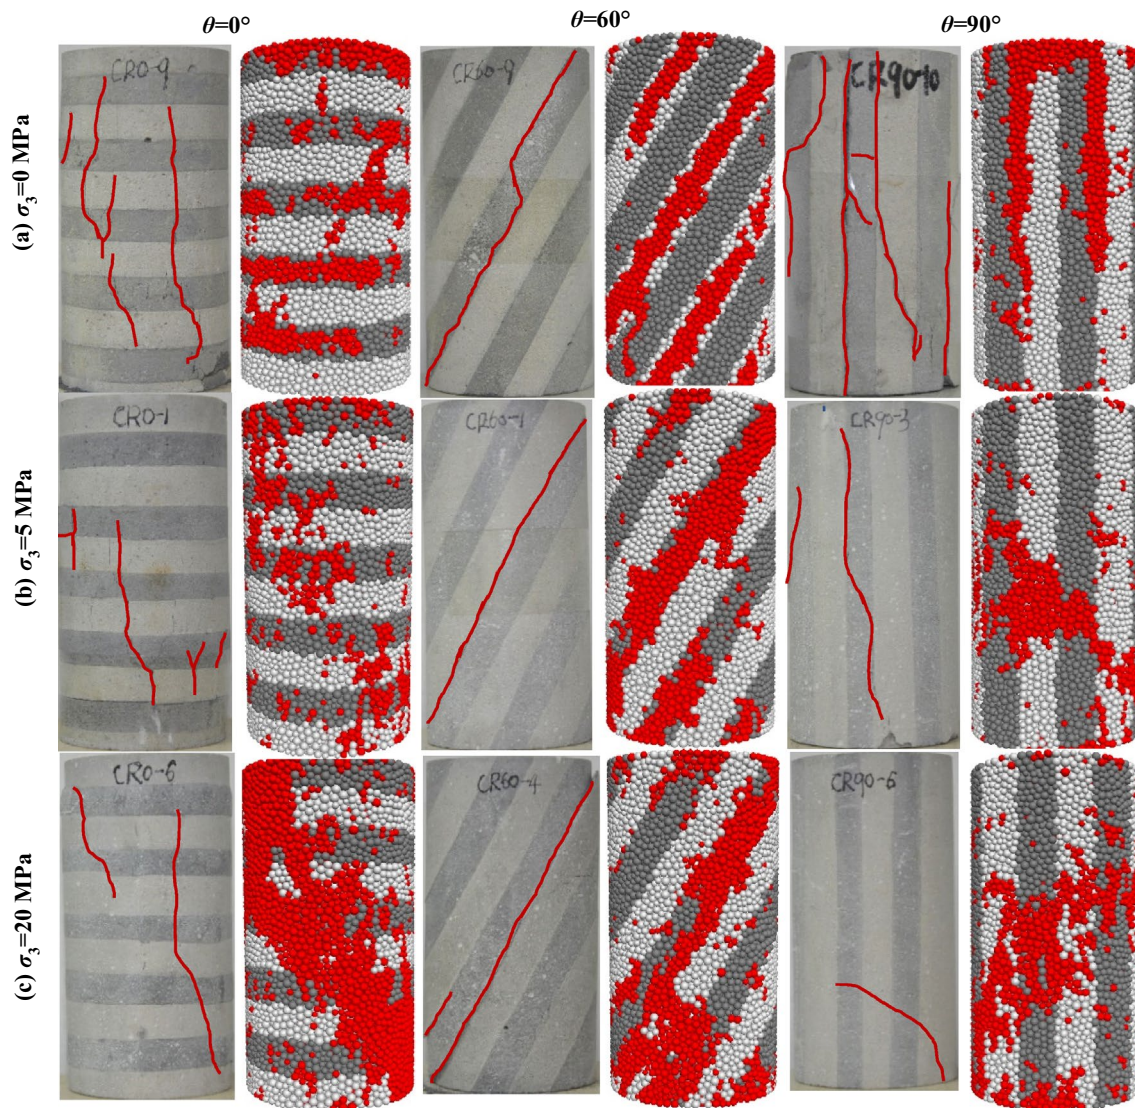 θ=0°
θ=60°
θ=90°
(a) σ₃=0 MPa
CR0-9
CR60-9
CR90-10
(b) σ₃=5 MPa
CR0-1
CR60-1
CR90-3
(c) σ₃=20 MPa
CR0-6
CR60-4
CR90-6